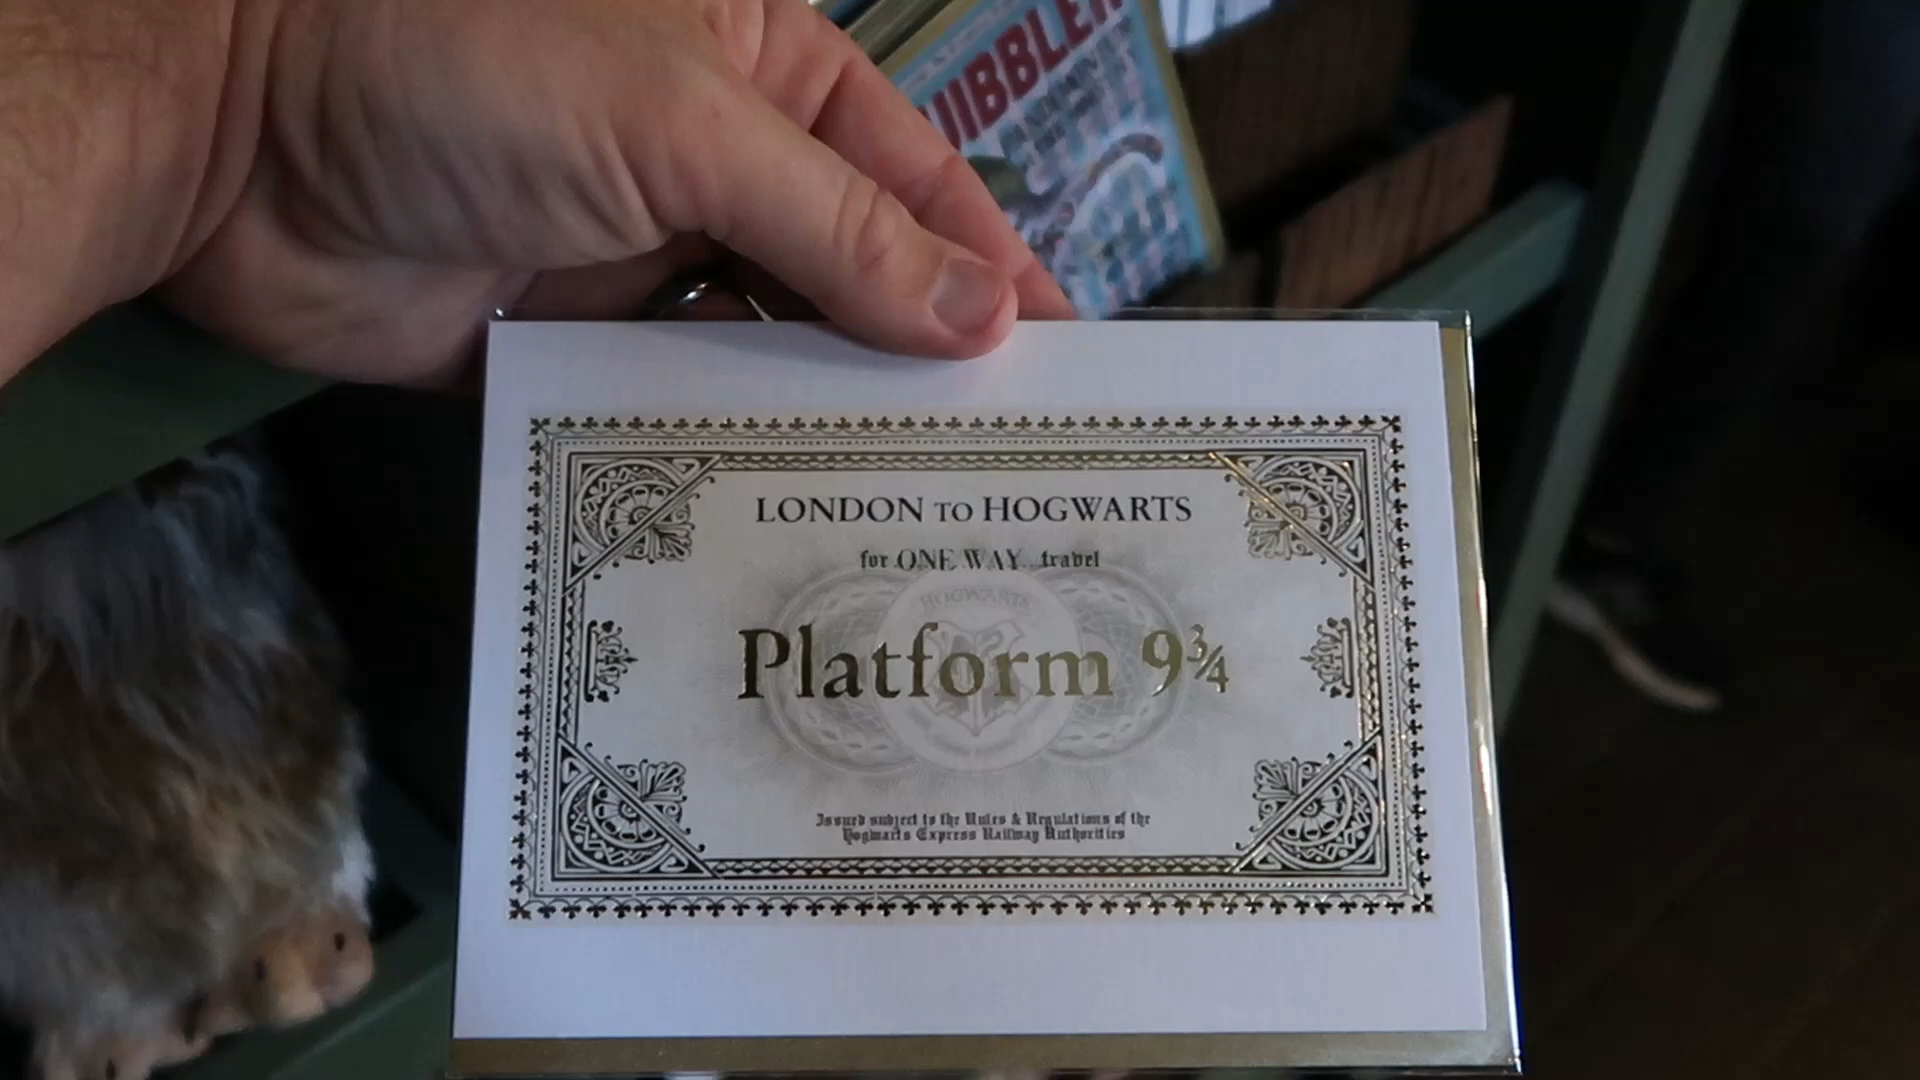 UIBBLER
LONDON TO HOGWARTS
for ONE WAY travel
HOGWARTS
Platform 9¾
Issued subject to the Rules & Regulations of the
Hogwarts Express Railway Authorities